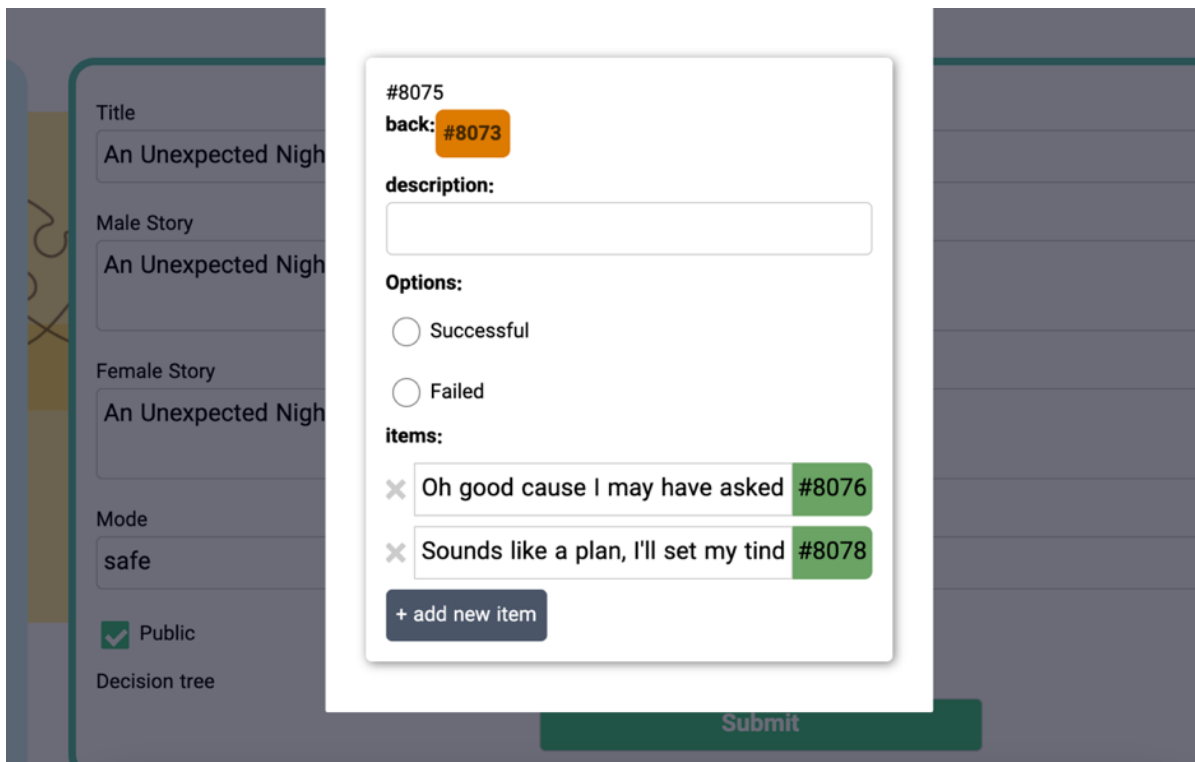 #8075
back: #8073
description:
Options:
Successful
Failed
items:
Oh good cause I may have asked #8076
Sounds like a plan, I'll set my tind #8078
+ add new item
Title
An Unexpected Nigh
Male Story
An Unexpected Nigh
Female Story
An Unexpected Nigh
Mode
safe
Public
Decision tree
Submit